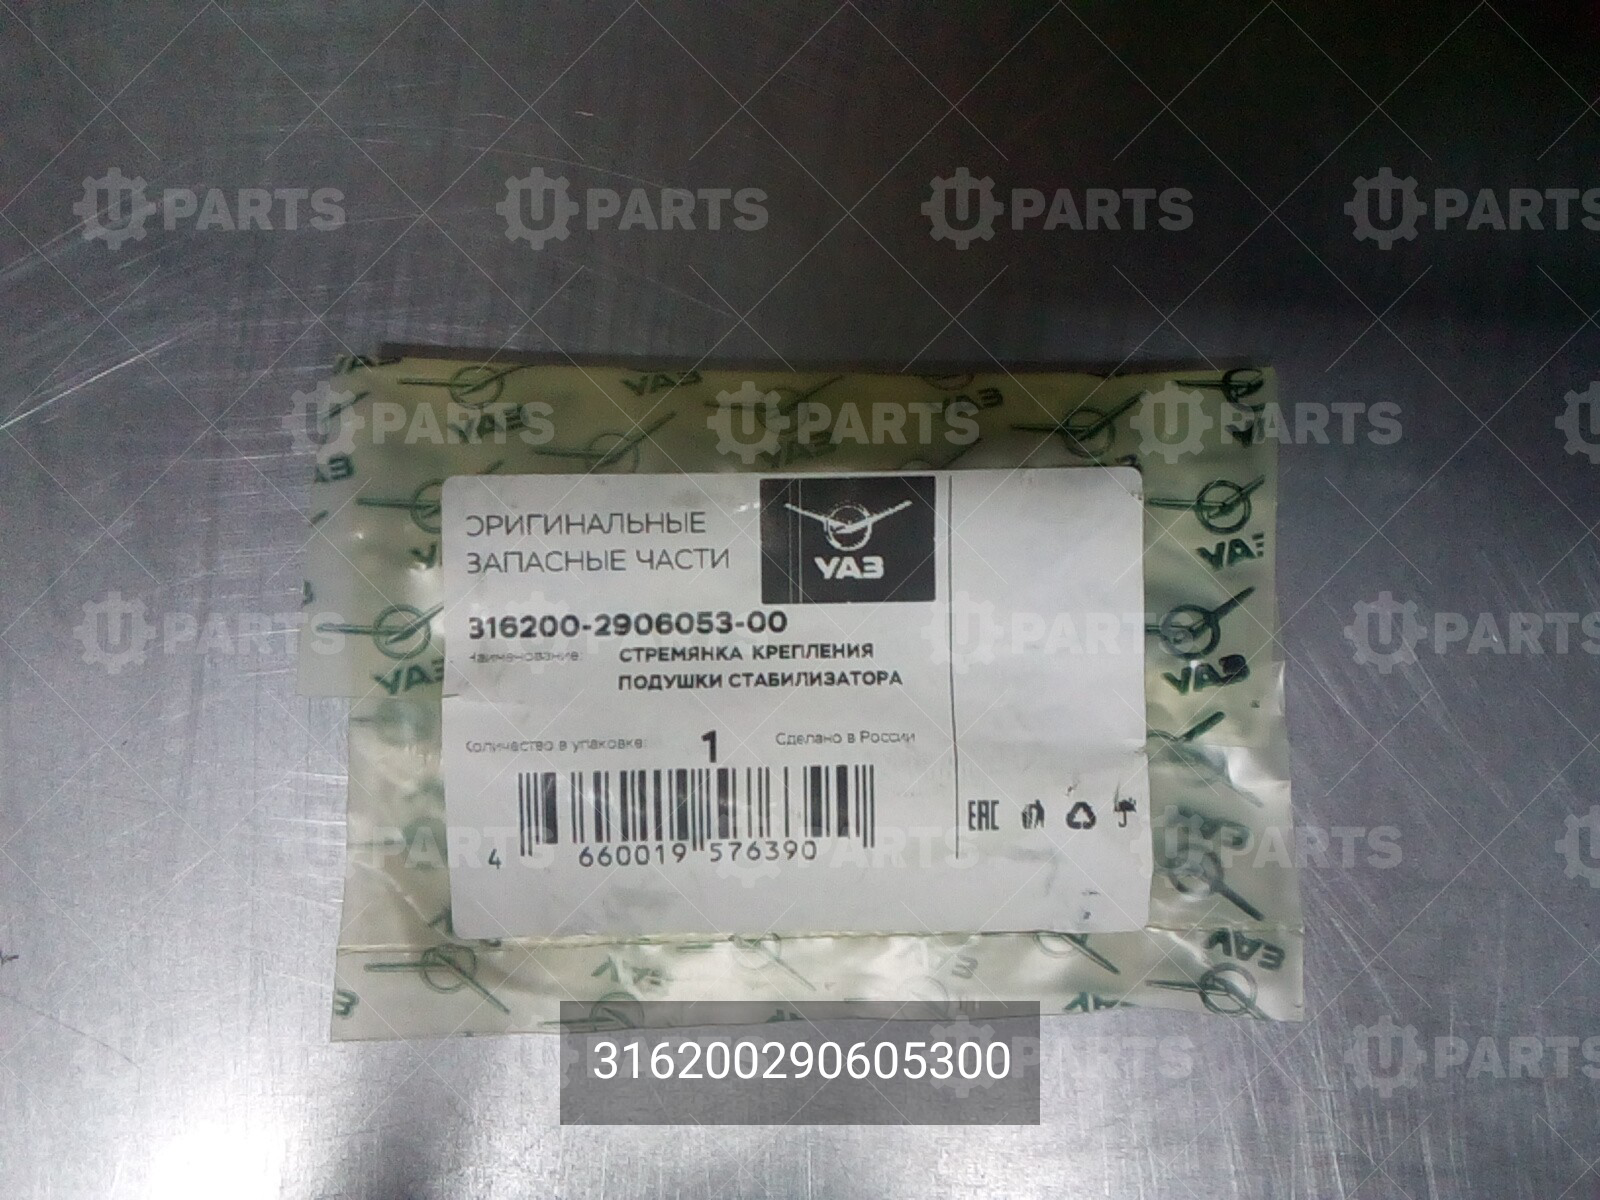 ОРИГИНАЛЬНЫЕ
ЗАПАСНЫЕ ЧАСТИ
УАЗ
316200-2906053-00
Наименование: СТРЕМЯНКА КРЕПЛЕНИЯ
ПОДУШКИ СТАБИЛИЗАТОРА
Количество в упаковке: 1 Сделано в России
4 660019 576390
EAC
316200290605300
UPARTS